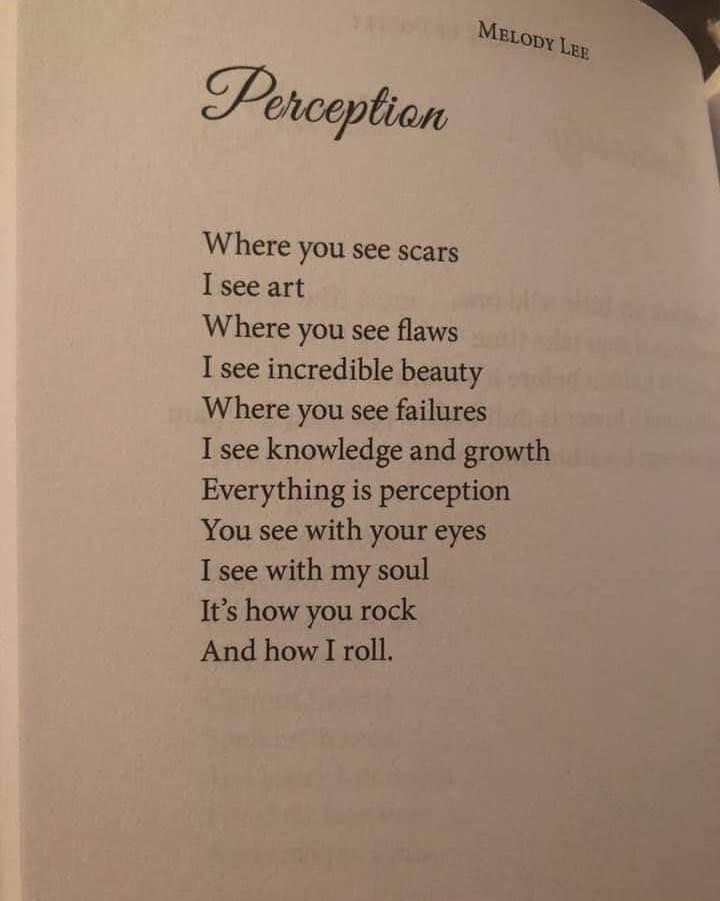 MELODY LEE
Perception
Where you see scars
I see art
Where you see flaws
I see incredible beauty
Where you see failures
I see knowledge and growth
Everything is perception
You see with your eyes
I see with my soul
It's how you rock
And how I roll.